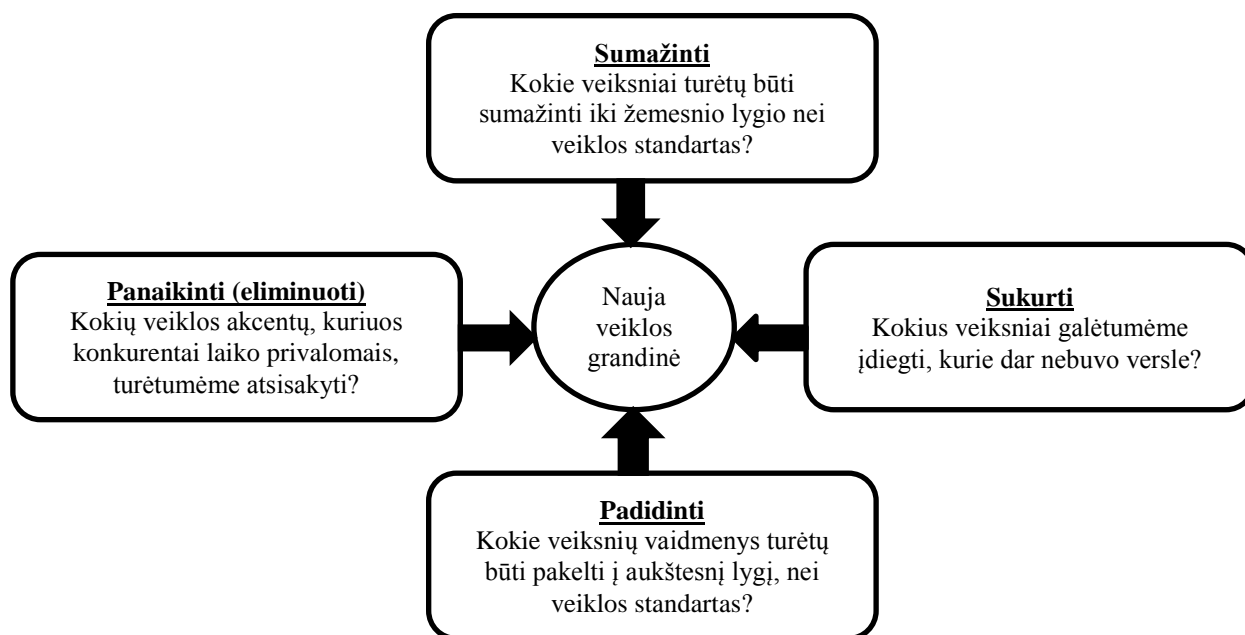 Sumažinti
Kokie veiksniai turėtų būti
sumažinti iki žemesnio lygio nei
veiklos standartas?
Panaikinti (eliminuoti)
Kokių veiklos akcentų, kuriuos
konkurentai laiko privalomais,
turėtumėme atsisakyti?
Nauja
veiklos
grandinė
Sukurti
Kokius veiksniai galėtumėme
įdiegti, kurie dar nebuvo versle?
Padidinti
Kokie veiksnių vaidmenys turėtų
būti pakelti į aukštesnį lygį, nei
veiklos standartas?